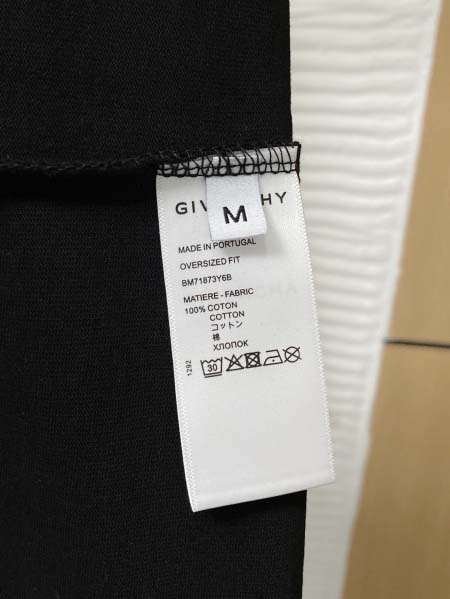 GIV HY
M
MADE IN PORTUGAL
OVERSIZED FIT
BM71873Y6B
MATIERE - FABRIC
100% COTON
COTTON
コットン
棉
ХЛОПОК
1292
30